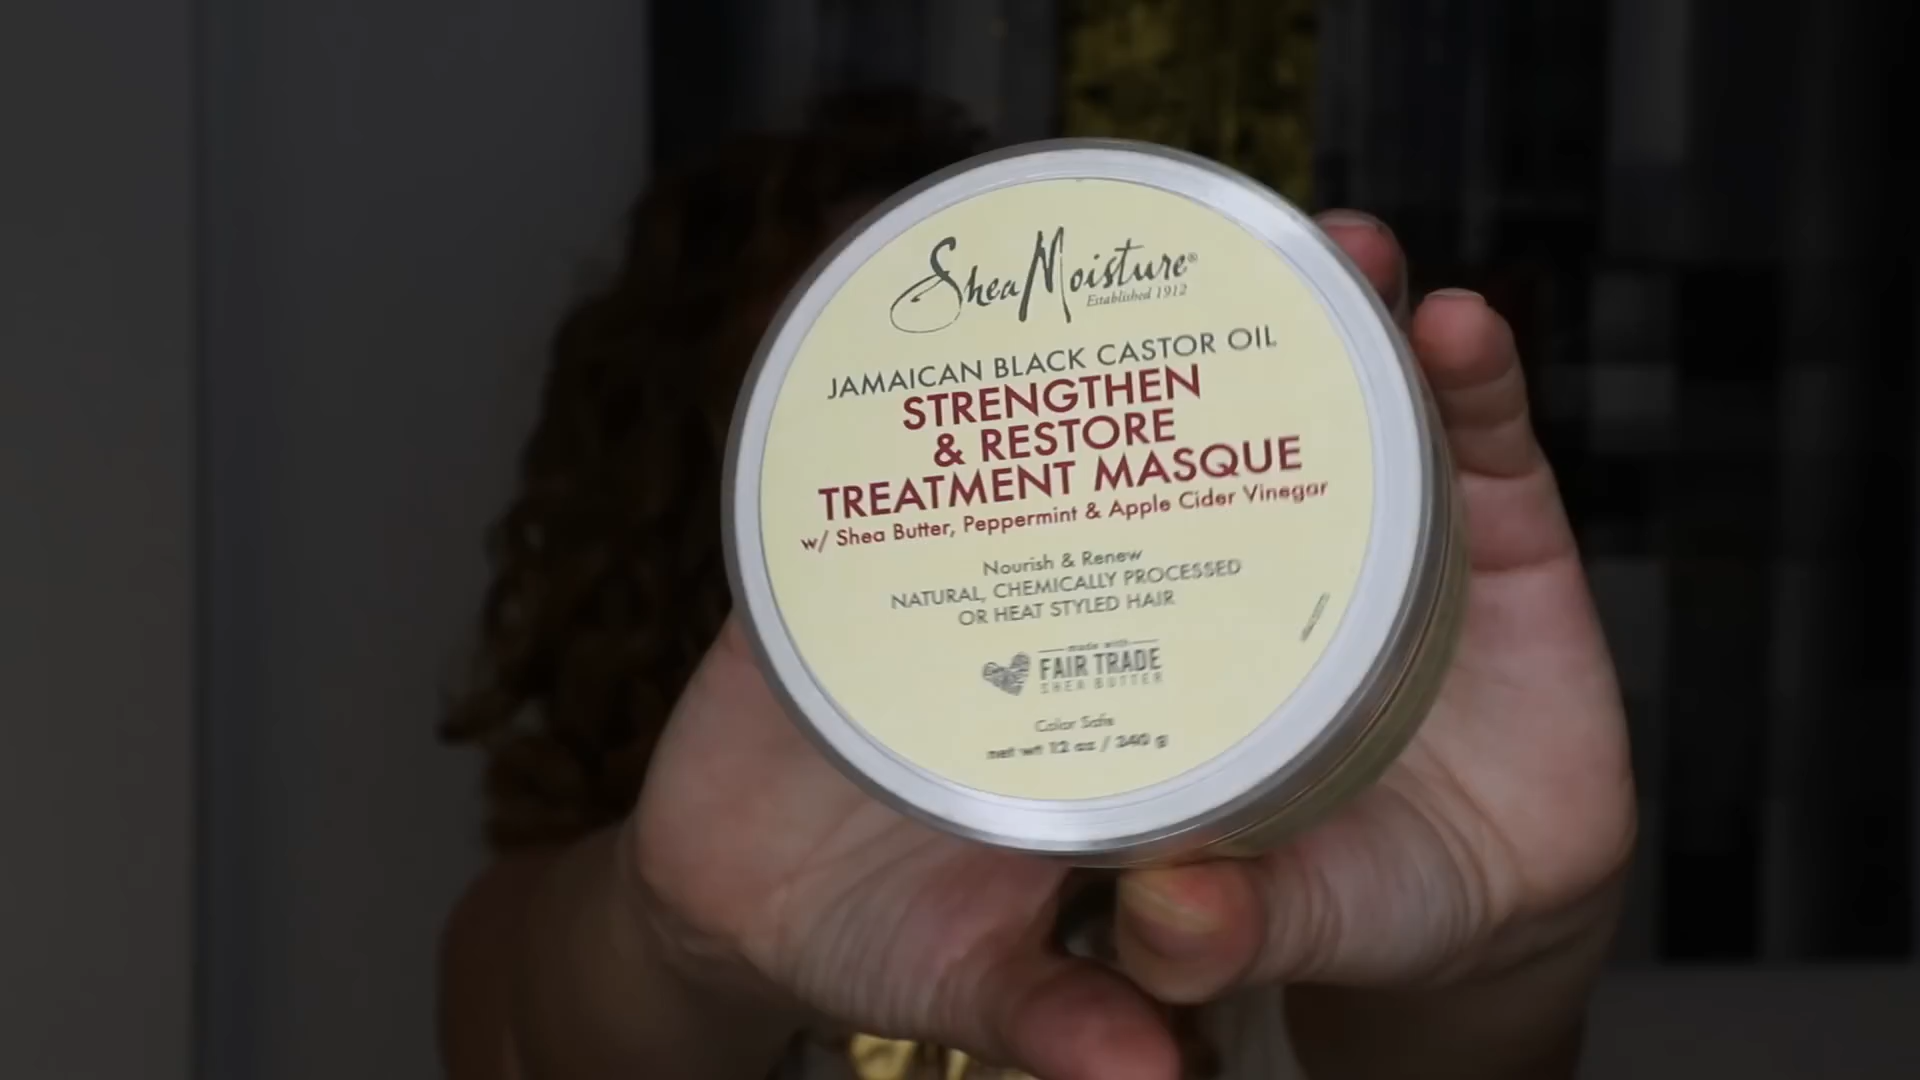 SheaMoisture®
Established 1912
JAMAICAN BLACK CASTOR OIL
STRENGTHEN
& RESTORE
TREATMENT MASQUE
w/ Shea Butter, Peppermint & Apple Cider Vinegar
Nourish & Renew
NATURAL, CHEMICALLY PROCESSED
OR HEAT STYLED HAIR
made with
FAIR TRADE
SHEA BUTTER
Color Safe
net wt 12 oz / 340 g